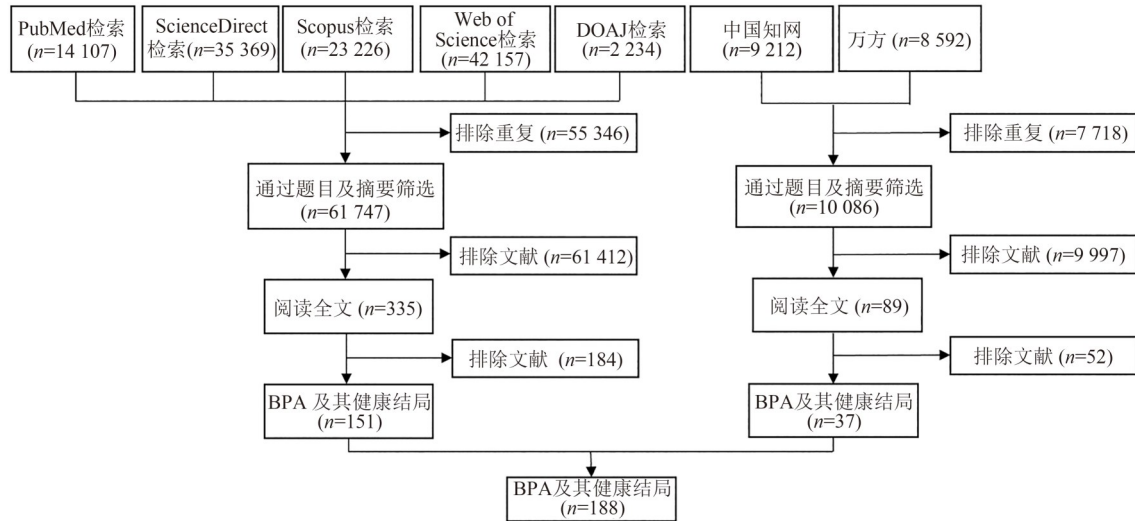 PubMed检索
(n=14 107)
ScienceDirect
检索(n=35 369)
Scopus检索
(n=23 226)
Web of
Science检索
(n=42 157)
DOAJ检索
(n=2 234)
中国知网
(n=9 212)
万方 (n=8 592)
排除重复 (n=55 346)
排除重复 (n=7 718)
通过题目及摘要筛选
(n=61 747)
通过题目及摘要筛选
(n=10 086)
排除文献 (n=61 412)
排除文献 (n=9 997)
阅读全文 (n=335)
阅读全文 (n=89)
排除文献 (n=184)
排除文献 (n=52)
BPA 及其健康结局
(n=151)
BPA及其健康结局
(n=37)
BPA及其健康结局
(n=188)